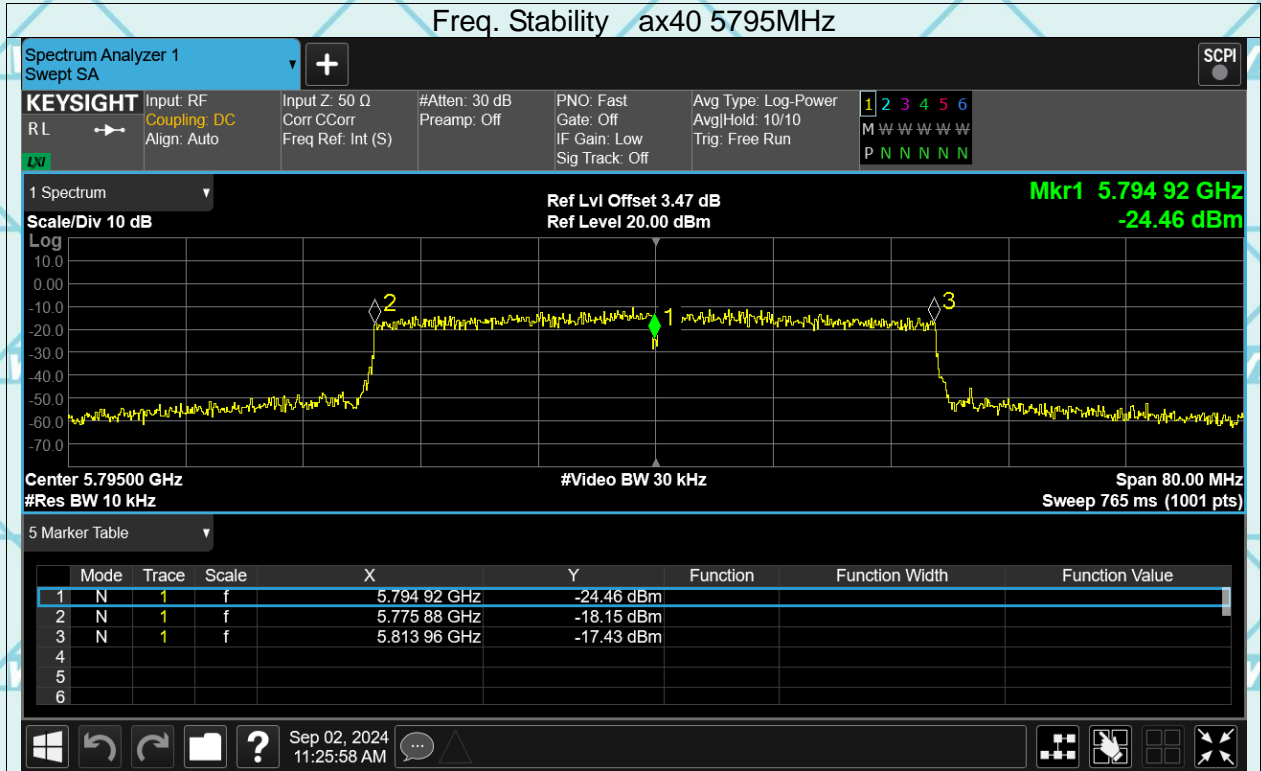 Freq. Stability ax40 5795MHz
Spectrum Analyzer 1
Swept SA
SCPI
KEYSIGHT Input: RF Input Z: 50 Ω #Atten: 30 dB PNO: Fast Avg Type: Log-Power 1 2 3 4 5 6
RL Coupling: DC Corr CCorr Preamp: Off Gate: Off Avg|Hold: 10/10 M W W W W W W
Align: Auto Freq Ref: Int (S) IF Gain: Low Trig: Free Run P N N N N N N
LXI Sig Track: Off
1 Spectrum Ref Lvl Offset 3.47 dB Mkr1 5.794 92 GHz
Scale/Div 10 dB Ref Level 20.00 dBm -24.46 dBm
Log
10.0
0.00
-10.0 2 3
-20.0 1
-30.0
-40.0
-50.0
-60.0
-70.0
Center 5.79500 GHz #Video BW 30 kHz Span 80.00 MHz
#Res BW 10 kHz Sweep 765 ms (1001 pts)
5 Marker Table
Mode Trace Scale X Y Function Function Width Function Value
1 N 1 f 5.794 92 GHz -24.46 dBm
2 N 1 f 5.775 88 GHz -18.15 dBm
3 N 1 f 5.813 96 GHz -17.43 dBm
4
5
6
? Sep 02, 2024
11:25:58 AM